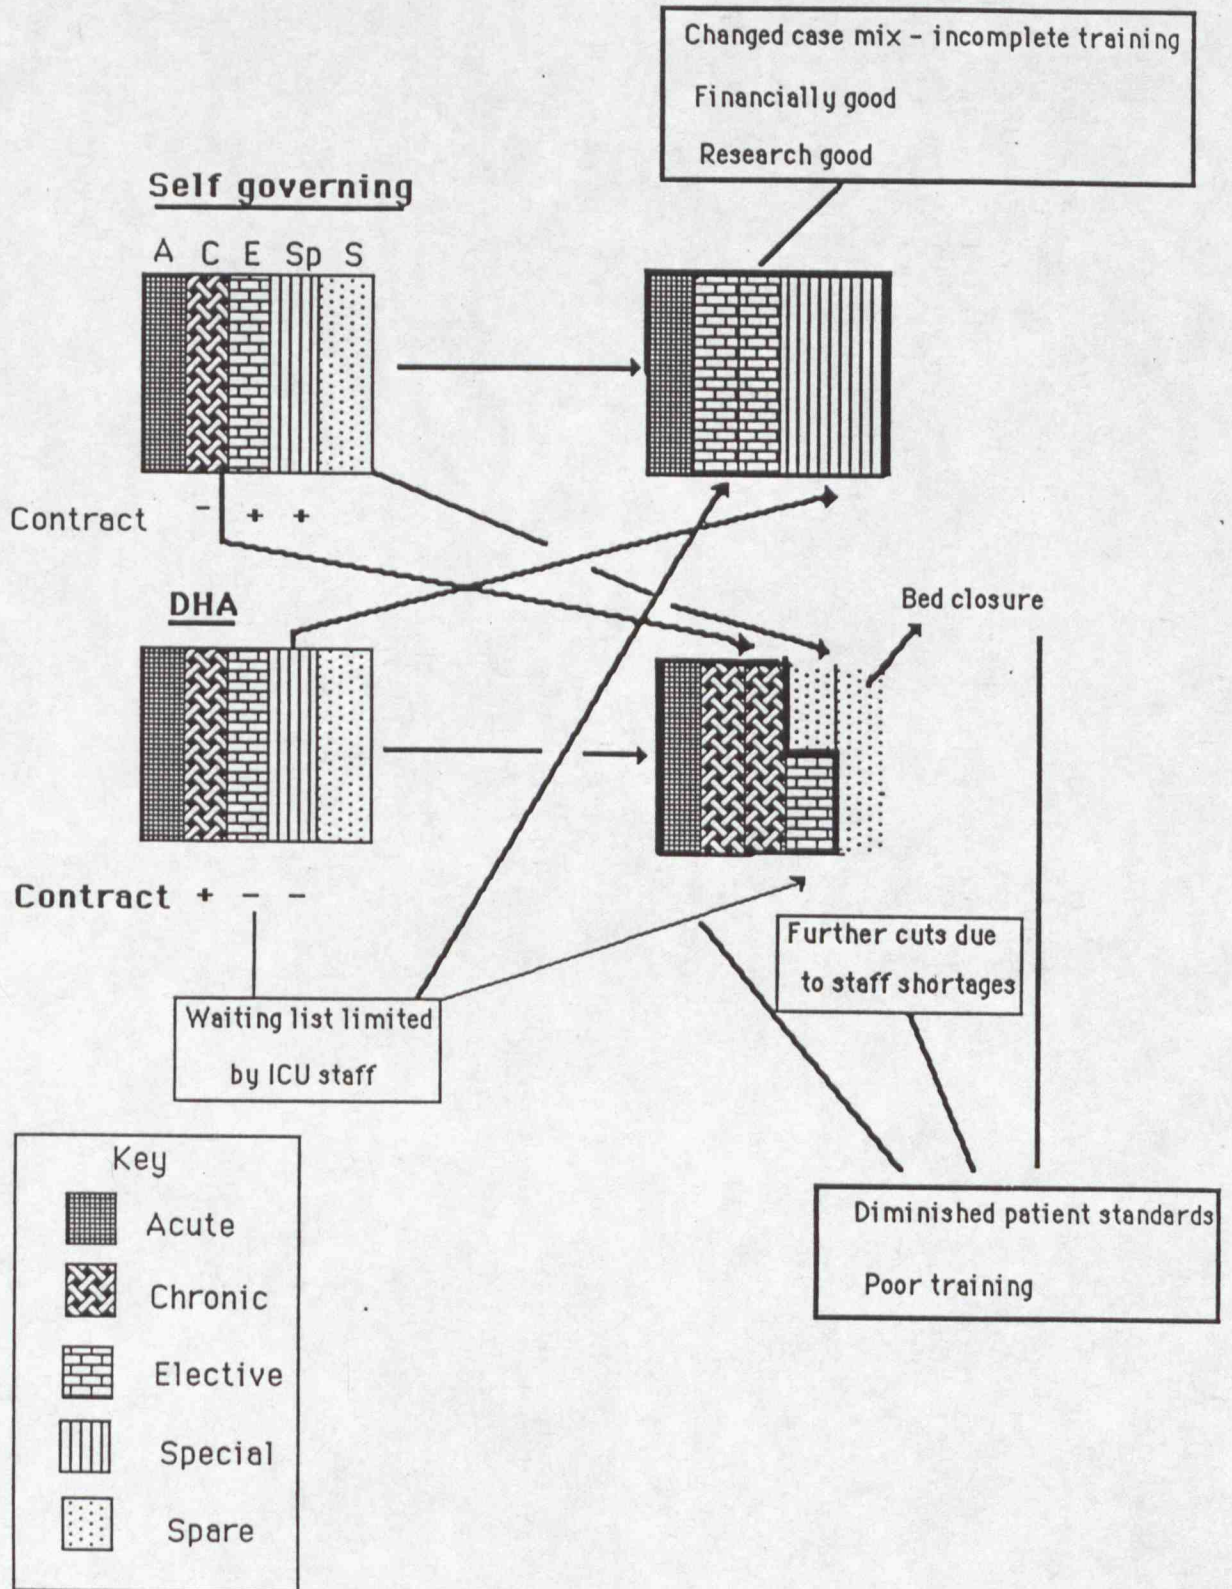 Changed case mix - incomplete training
Financially good
Research good
Self governing
A C E Sp S
Contract - + +
DHA
Bed closure
Contract + - -
Further cuts due
to staff shortages
Waiting list limited
by ICU staff
Key
Acute
Chronic
Elective
Special
Spare
Diminished patient standards
Poor training